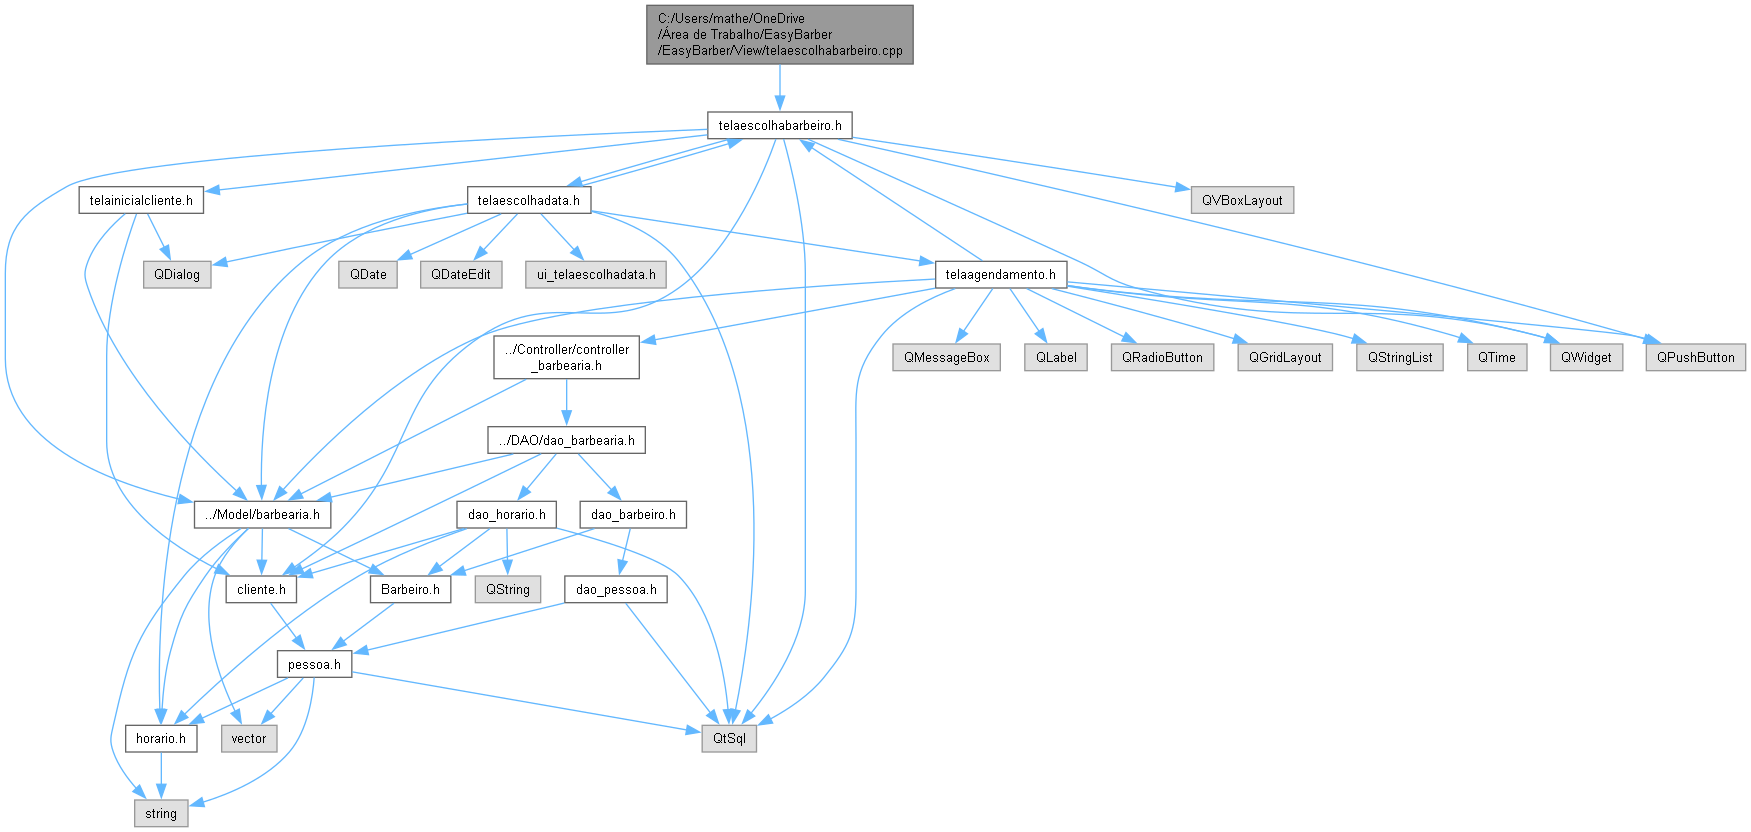 C:/Users/mathe/OneDrive
/Área de Trabalho/EasyBarber
/EasyBarber/View/telaescolhabarbeiro.cpp
telaescolhabarbeiro.h
telainicialcliente.h
telaescolhadata.h
QVBoxLayout
QDialog
QDate
QDateEdit
ui_telaescolhadata.h
telaagendamento.h
../Controller/controller
_barbearia.h
QMessageBox
QLabel
QRadioButton
QGridLayout
QStringList
QTime
QWidget
QPushButton
../DAO/dao_barbearia.h
../Model/barbearia.h
dao_horario.h
dao_barbeiro.h
cliente.h
Barbeiro.h
QString
dao_pessoa.h
pessoa.h
horario.h
vector
QtSql
string